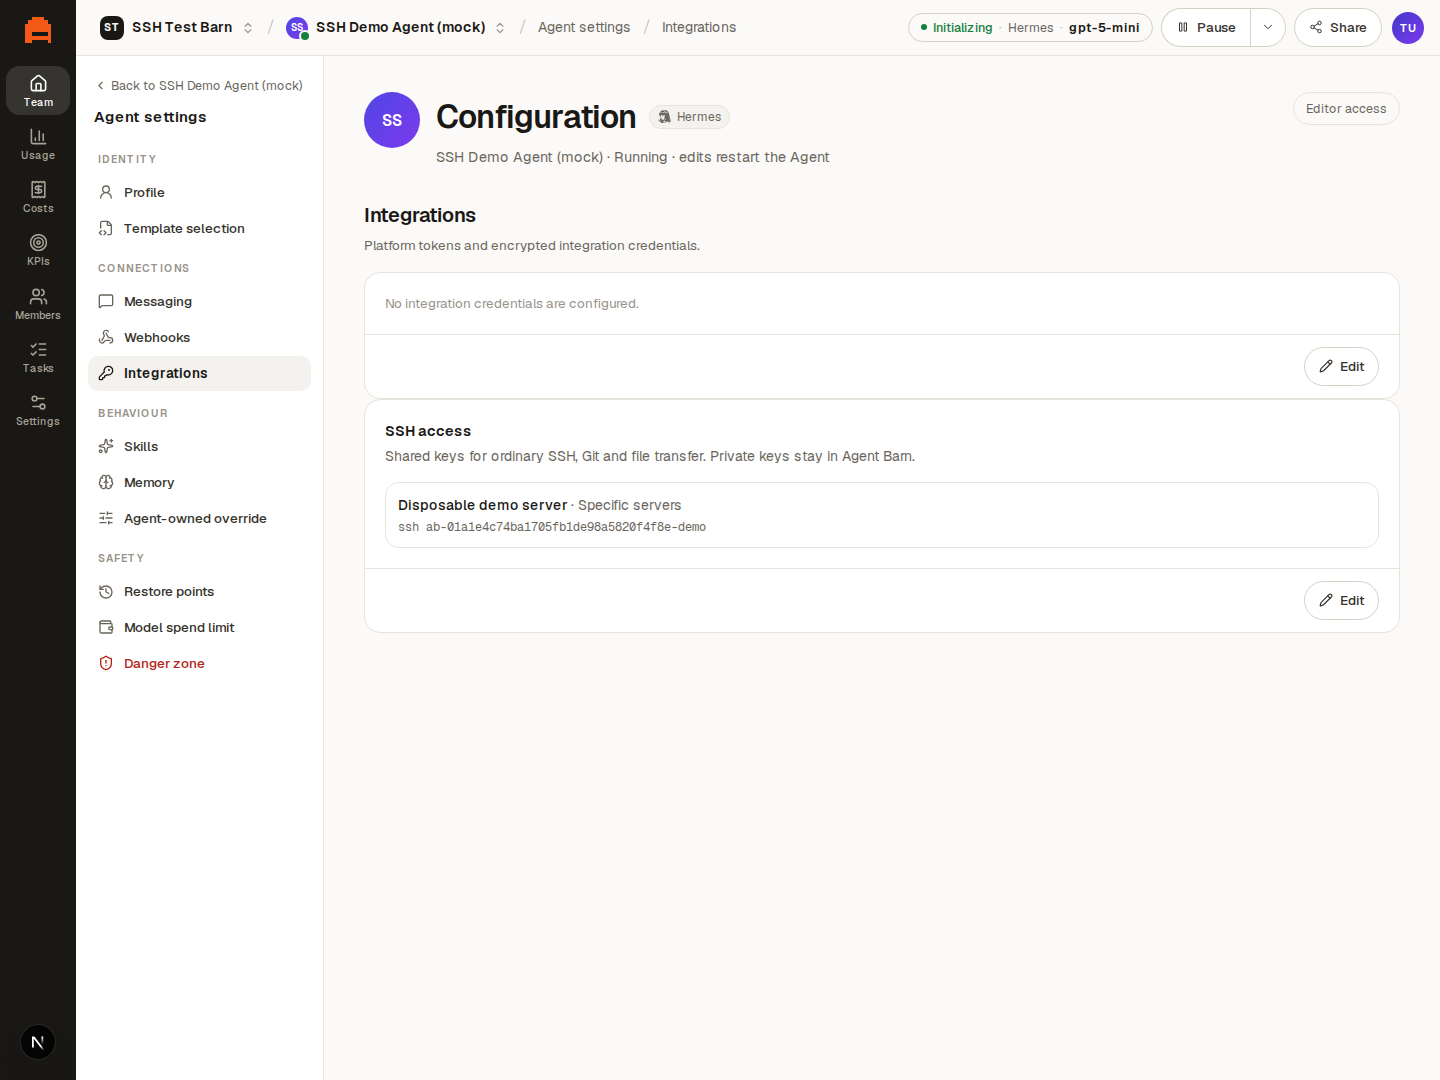 ST SSH Test Barn / SS SSH Demo Agent (mock) / Agent settings / Integrations
Initializing · Hermes · gpt-5-mini
Pause
Share
TU
Team
Usage
Costs
KPIs
Members
Tasks
Settings
N
Back to SSH Demo Agent (mock)
Agent settings
IDENTITY
Profile
Template selection
CONNECTIONS
Messaging
Webhooks
Integrations
BEHAVIOUR
Skills
Memory
Agent-owned override
SAFETY
Restore points
Model spend limit
Danger zone
SS
Configuration
Hermes
Editor access
SSH Demo Agent (mock) · Running · edits restart the Agent
Integrations
Platform tokens and encrypted integration credentials.
No integration credentials are configured.
Edit
SSH access
Shared keys for ordinary SSH, Git and file transfer. Private keys stay in Agent Barn.
Disposable demo server · Specific servers
ssh ab-01a1e4c74ba1705fb1de98a5820f4f8e-demo
Edit